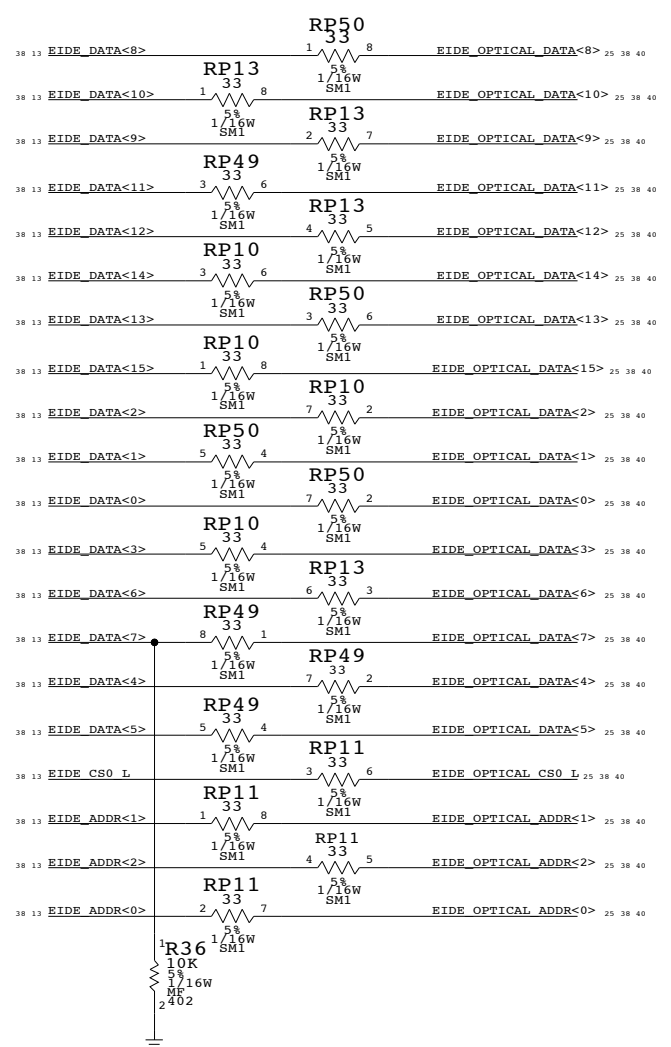 RP50
33
38 13 EIDE_DATA<8> 1 8 EIDE_OPTICAL_DATA<8> 25 38 40
5%
1/16W
SM1
RP13
33
38 13 EIDE_DATA<10> 1 8 EIDE_OPTICAL_DATA<10> 25 38 40
5%
1/16W
SM1
RP13
33
38 13 EIDE_DATA<9> 2 7 EIDE_OPTICAL_DATA<9> 25 38 40
5%
1/16W
SM1
RP49
33
38 13 EIDE_DATA<11> 3 6 EIDE_OPTICAL_DATA<11> 25 38 40
5%
1/16W
SM1
RP13
33
38 13 EIDE_DATA<12> 4 5 EIDE_OPTICAL_DATA<12> 25 38 40
5%
1/16W
SM1
RP10
33
38 13 EIDE_DATA<14> 3 6 EIDE_OPTICAL_DATA<14> 25 38 40
5%
1/16W
SM1
RP50
33
38 13 EIDE_DATA<13> 3 6 EIDE_OPTICAL_DATA<13> 25 38 40
5%
1/16W
SM1
RP10
33
38 13 EIDE_DATA<15> 1 8 EIDE_OPTICAL_DATA<15> 25 38 40
5%
1/16W
SM1
RP10
33
38 13 EIDE_DATA<2> 7 2 EIDE_OPTICAL_DATA<2> 25 38 40
5%
1/16W
SM1
RP50
33
38 13 EIDE_DATA<1> 5 4 EIDE_OPTICAL_DATA<1> 25 38 40
5%
1/16W
SM1
RP50
33
38 13 EIDE_DATA<0> 7 2 EIDE_OPTICAL_DATA<0> 25 38 40
5%
1/16W
SM1
RP10
33
38 13 EIDE_DATA<3> 5 4 EIDE_OPTICAL_DATA<3> 25 38 40
5%
1/16W
SM1
RP13
33
38 13 EIDE_DATA<6> 6 3 EIDE_OPTICAL_DATA<6> 25 38 40
5%
1/16W
SM1
RP49
33
38 13 EIDE_DATA<7> 8 1 EIDE_OPTICAL_DATA<7> 25 38 40
5%
1/16W
SM1
RP49
33
38 13 EIDE_DATA<4> 7 2 EIDE_OPTICAL_DATA<4> 25 38 40
5%
1/16W
SM1
RP49
33
38 13 EIDE_DATA<5> 5 4 EIDE_OPTICAL_DATA<5> 25 38 40
5%
1/16W
SM1
RP11
33
38 13 EIDE_CS0_L 3 6 EIDE_OPTICAL_CS0_L 25 38 40
5%
1/16W
SM1
RP11
33
38 13 EIDE_ADDR<1> 1 8 EIDE_OPTICAL_ADDR<1> 25 38 40
5%
1/16W
SM1
RP11
33
38 13 EIDE_ADDR<2> 4 5 EIDE_OPTICAL_ADDR<2> 25 38 40
5%
1/16W
SM1
RP11
33
38 13 EIDE_ADDR<0> 2 7 EIDE_OPTICAL_ADDR<0> 25 38 40
5%
1/16W
SM1
1 R36
10K
5%
1/16W
MF
2 402